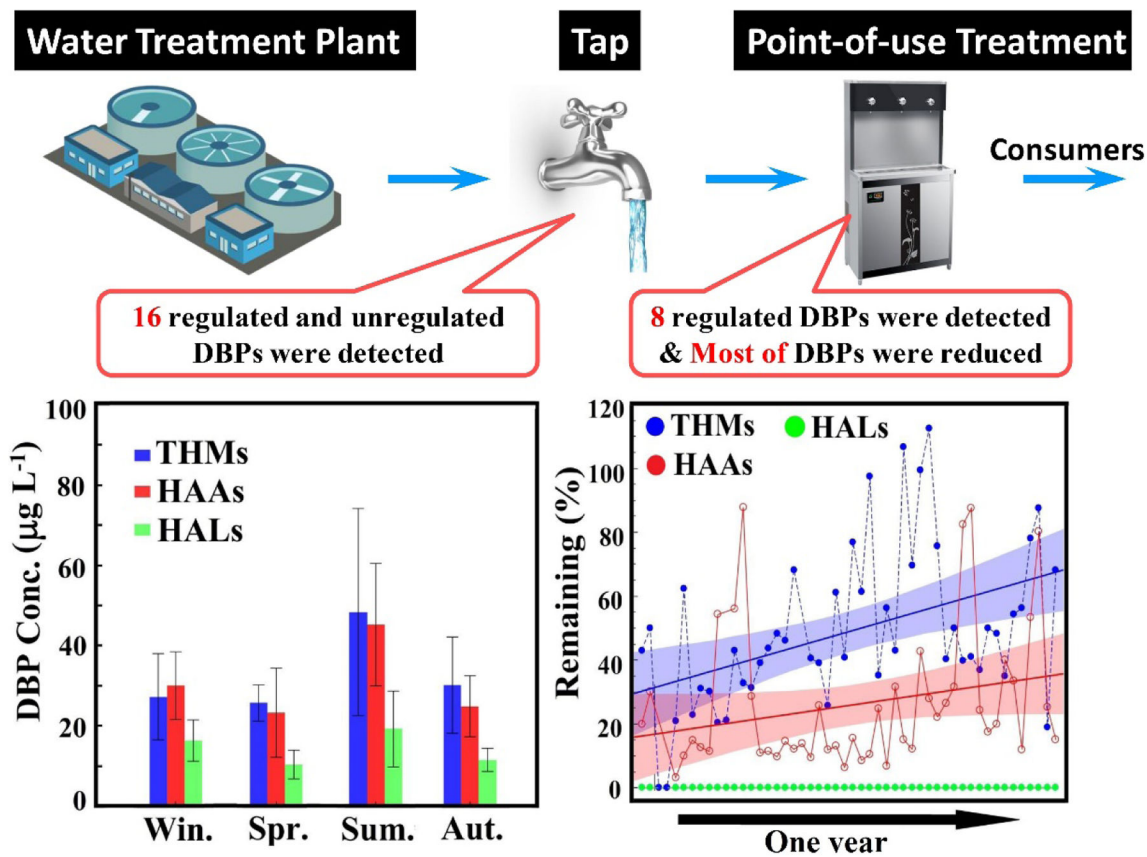 Water Treatment Plant
Tap
Point-of-use Treatment
Consumers
16 regulated and unregulated
DBPs were detected
8 regulated DBPs were detected
& Most of DBPs were reduced
DBP Conc. (µg L⁻¹)
100
80
60
40
20
0
THMs
HAAs
HALs
Win.
Spr.
Sum.
Aut.
Remaining (%)
120
100
80
60
40
20
0
THMs
HALs
HAAs
One year